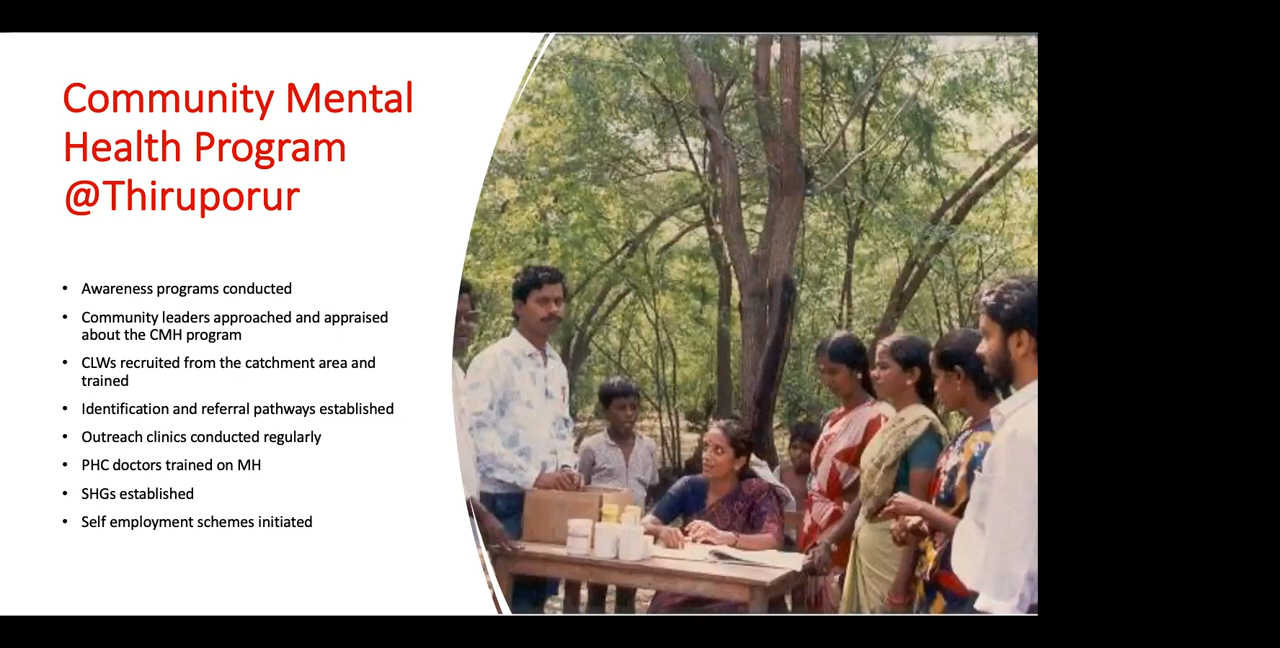 Community Mental
Health Program
@Thiruporur
• Awareness programs conducted
• Community leaders approached and appraised
about the CMH program
• CLWs recruited from the catchment area and
trained
• Identification and referral pathways established
• Outreach clinics conducted regularly
• PHC doctors trained on MH
• SHGs established
• Self employment schemes initiated